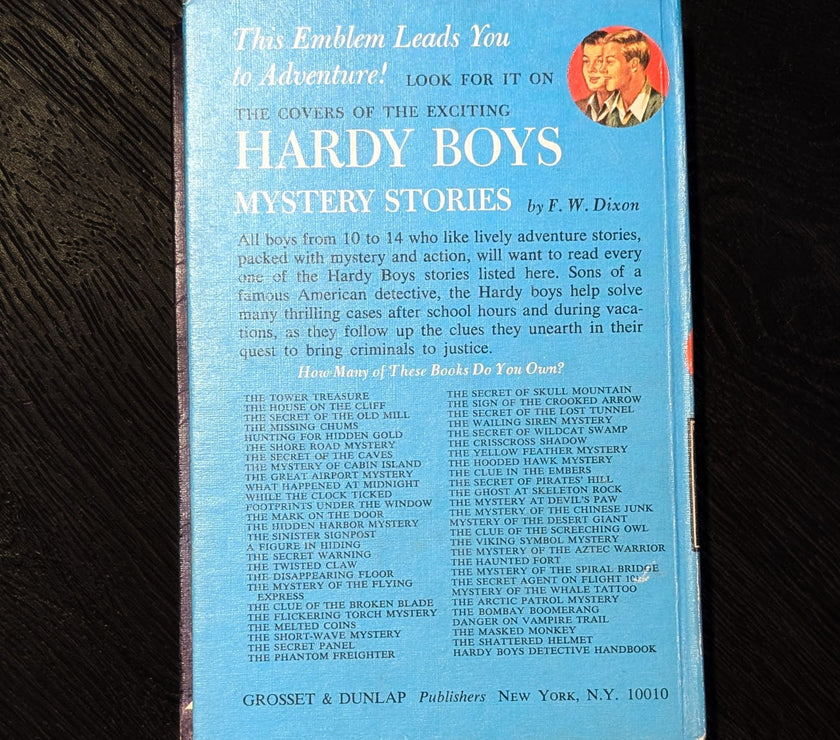 This Emblem Leads You
to Adventure! LOOK FOR IT ON
THE COVERS OF THE EXCITING
HARDY BOYS
MYSTERY STORIES by F. W. Dixon
All boys from 10 to 14 who like lively adventure stories,
packed with mystery and action, will want to read every
one of the Hardy Boys stories listed here. Sons of a
famous American detective, the Hardy boys help solve
many thrilling cases after school hours and during vaca-
tions, as they follow up the clues they unearth in their
quest to bring criminals to justice.
How Many of These Books Do You Own?
THE TOWER TREASURE
THE HOUSE ON THE CLIFF
THE SECRET OF THE OLD MILL
THE MISSING CHUMS
HUNTING FOR HIDDEN GOLD
THE SHORE ROAD MYSTERY
THE SECRET OF THE CAVES
THE MYSTERY OF CABIN ISLAND
THE GREAT AIRPORT MYSTERY
WHAT HAPPENED AT MIDNIGHT
WHILE THE CLOCK TICKED
FOOTPRINTS UNDER THE WINDOW
THE MARK ON THE DOOR
THE HIDDEN HARBOR MYSTERY
THE SINISTER SIGNPOST
A FIGURE IN HIDING
THE SECRET WARNING
THE TWISTED CLAW
THE DISAPPEARING FLOOR
THE MYSTERY OF THE FLYING
EXPRESS
THE CLUE OF THE BROKEN BLADE
THE FLICKERING TORCH MYSTERY
THE MELTED COINS
THE SHORT-WAVE MYSTERY
THE SECRET PANEL
THE PHANTOM FREIGHTER
THE SECRET OF SKULL MOUNTAIN
THE SIGN OF THE CROOKED ARROW
THE SECRET OF THE LOST TUNNEL
THE WAILING SIREN MYSTERY
THE SECRET OF WILDCAT SWAMP
THE CRISSCROSS SHADOW
THE YELLOW FEATHER MYSTERY
THE HOODED HAWK MYSTERY
THE CLUE IN THE EMBERS
THE SECRET OF PIRATES' HILL
THE GHOST AT SKELETON ROCK
THE MYSTERY AT DEVIL'S PAW
THE MYSTERY OF THE CHINESE JUNK
MYSTERY OF THE DESERT GIANT
THE CLUE OF THE SCREECHING OWL
THE VIKING SYMBOL MYSTERY
THE MYSTERY OF THE AZTEC WARRIOR
THE HAUNTED FORT
THE MYSTERY OF THE SPIRAL BRIDGE
THE SECRET AGENT ON FLIGHT
MYSTERY OF THE WHALE TATTOO
THE ARCTIC PATROL MYSTERY
THE BOMBAY BOOMERANG
DANGER ON VAMPIRE TRAIL
THE MASKED MONKEY
THE SHATTERED HELMET
HARDY BOYS DETECTIVE HANDBOOK
GROSSET & DUNLAP Publishers NEW YORK, N.Y. 10010